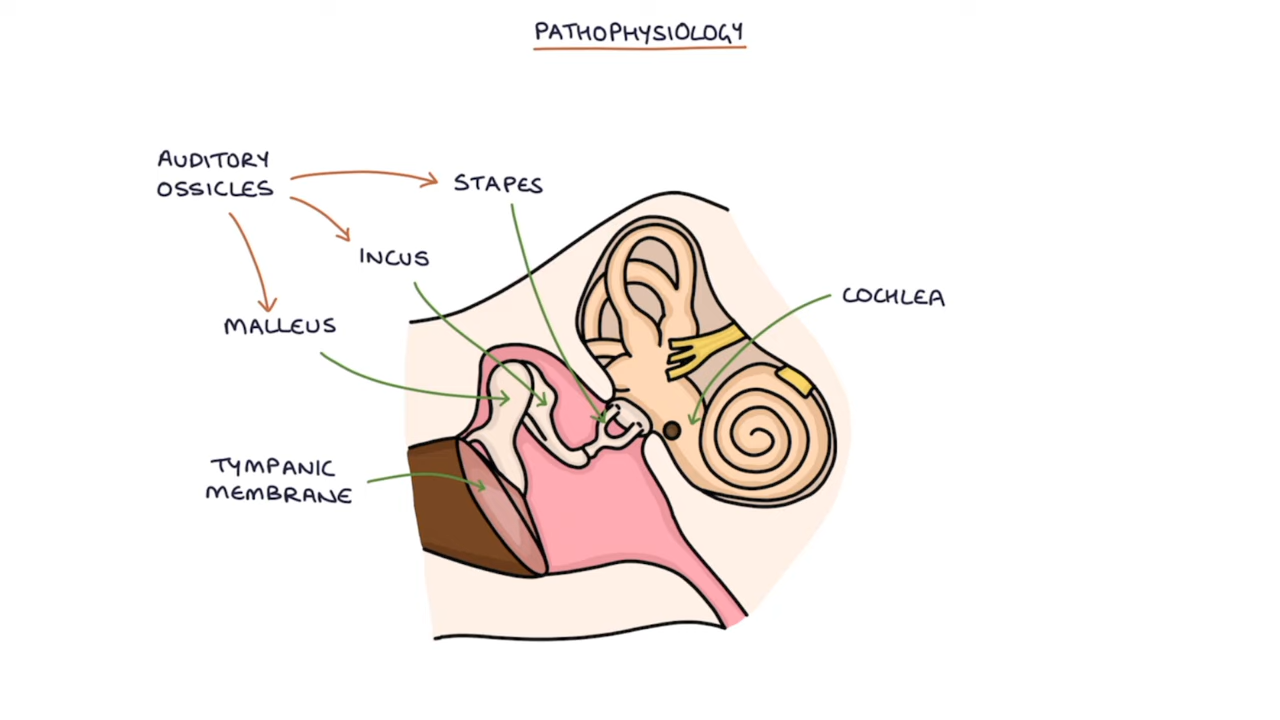 PATHOPHYSIOLOGY
AUDITORY
OSSICLES
STAPES
INCUS
MALLEUS
COCHLEA
TYMPANIC
MEMBRANE